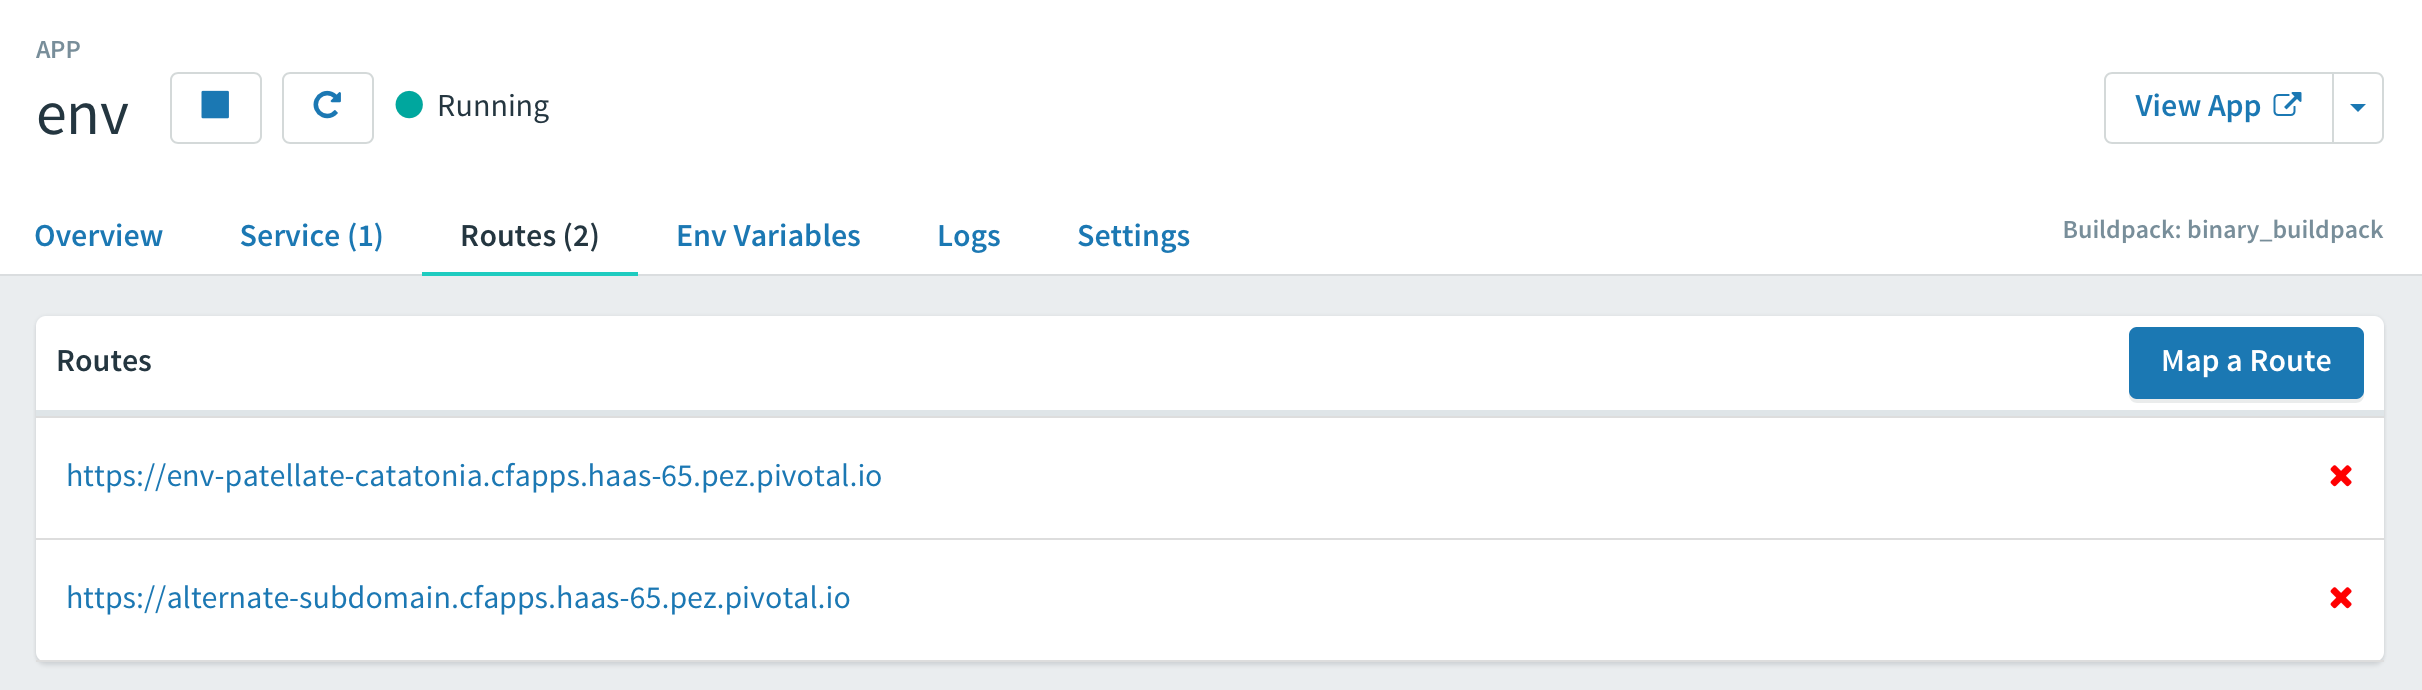 APP
env Running View App
Overview Service (1) Routes (2) Env Variables Logs Settings Buildpack: binary_buildpack
Routes Map a Route
https://env-patellate-catatonia.cfapps.haas-65.pez.pivotal.io
https://alternate-subdomain.cfapps.haas-65.pez.pivotal.io